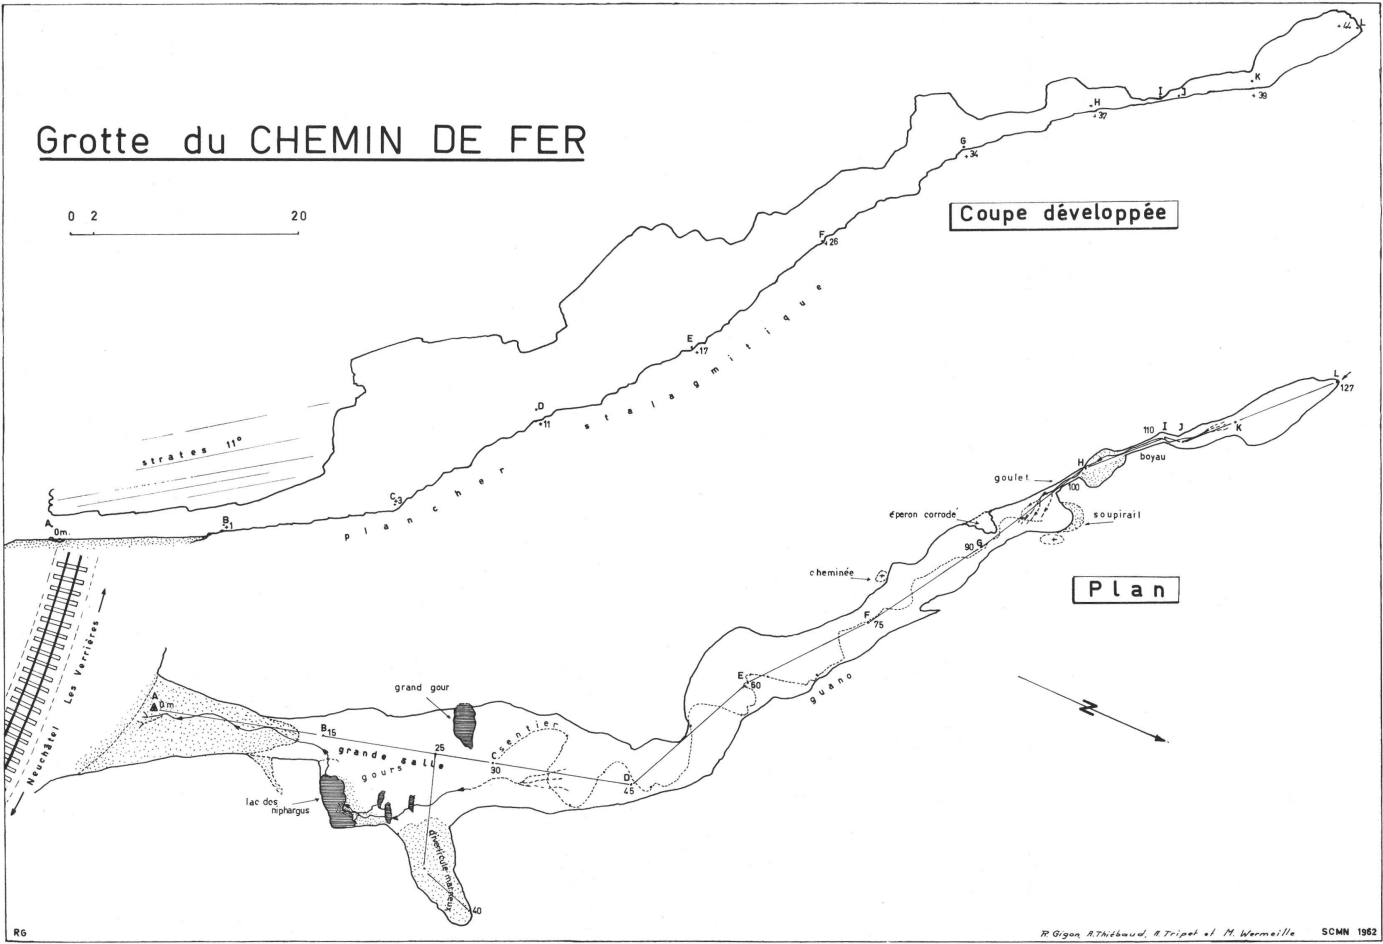 Grotte du CHEMIN DE FER
0 2 20
Coupe développée
+44 L
K
+39
I J
H
+37
G
+34
F
+26
E
+17
D
+11
C
+3
B
+1
A
0m.
strates 11°
plancher stalagmitique
Neuchâtel Les Verrières
Plan
L
127
K
J
I
110
boyau
H
100
goulet
soupirail
éperon corrodé
G
90
cheminée
F
75
guano
E
60
D
45
sentier
C
30
grand gour
25
grande salle
gours
B 15
A
0m
lac des
niphargus
diverticule marneux
40
N
RG
R Gigon, A.Thiébaud, A.Tripet et M. Wermeille SCMN 1962